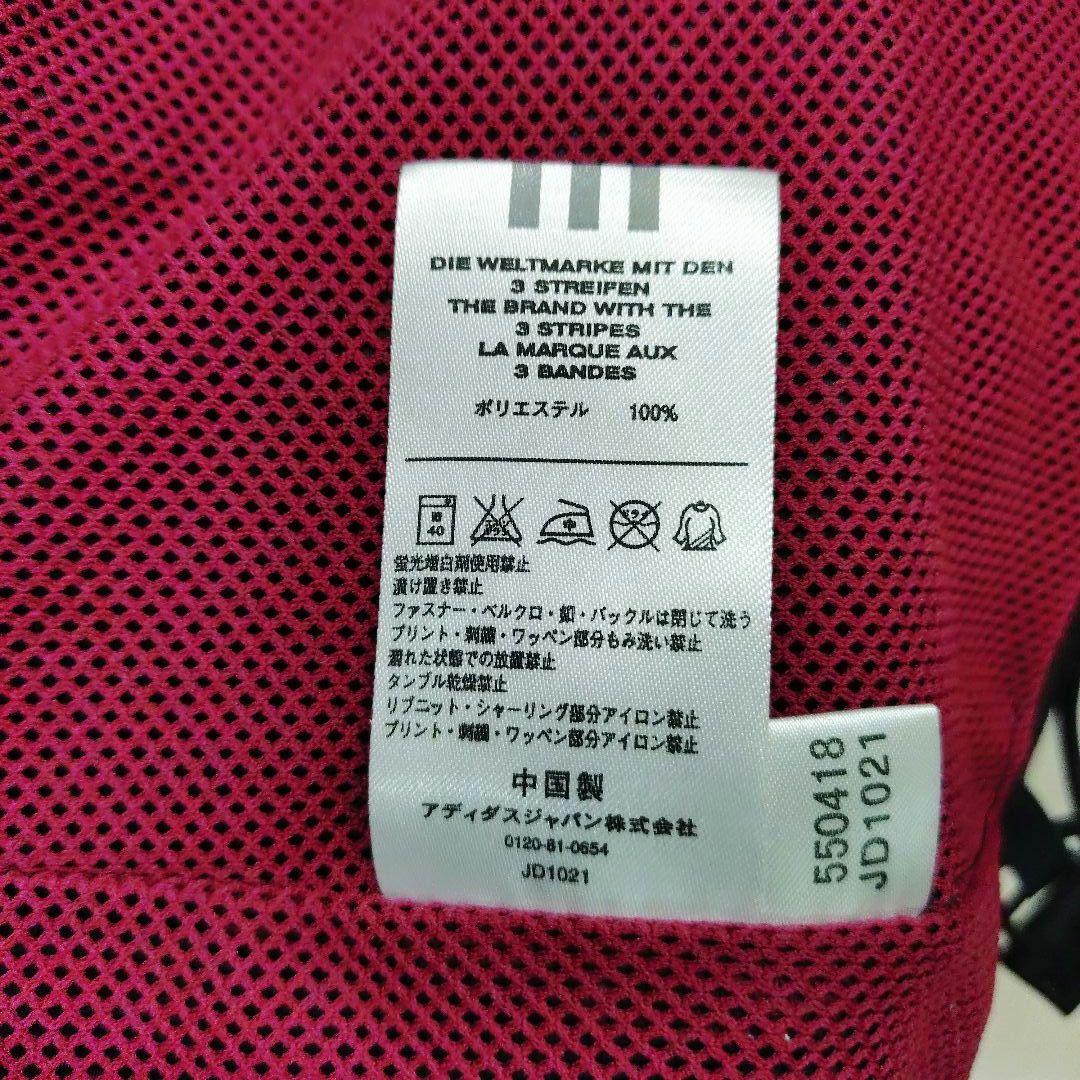 DIE WELTMARKE MIT DEN
3 STREIFEN
THE BRAND WITH THE
3 STRIPES
LA MARQUE AUX
3 BANDES
ポリエステル 100%
40
中
蛍光増白剤使用禁止
漬け置き禁止
ファスナー・ベルクロ・釦・バックルは閉じて洗う
プリント・刺繍・ワッペン部分もみ洗い禁止
濡れた状態での放置禁止
タンブル乾燥禁止
リブニット・シャーリング部分アイロン禁止
プリント・刺繍・ワッペン部分アイロン禁止
中国製
アディダスジャパン株式会社
0120-81-0654
JD1021
550418
JD1021